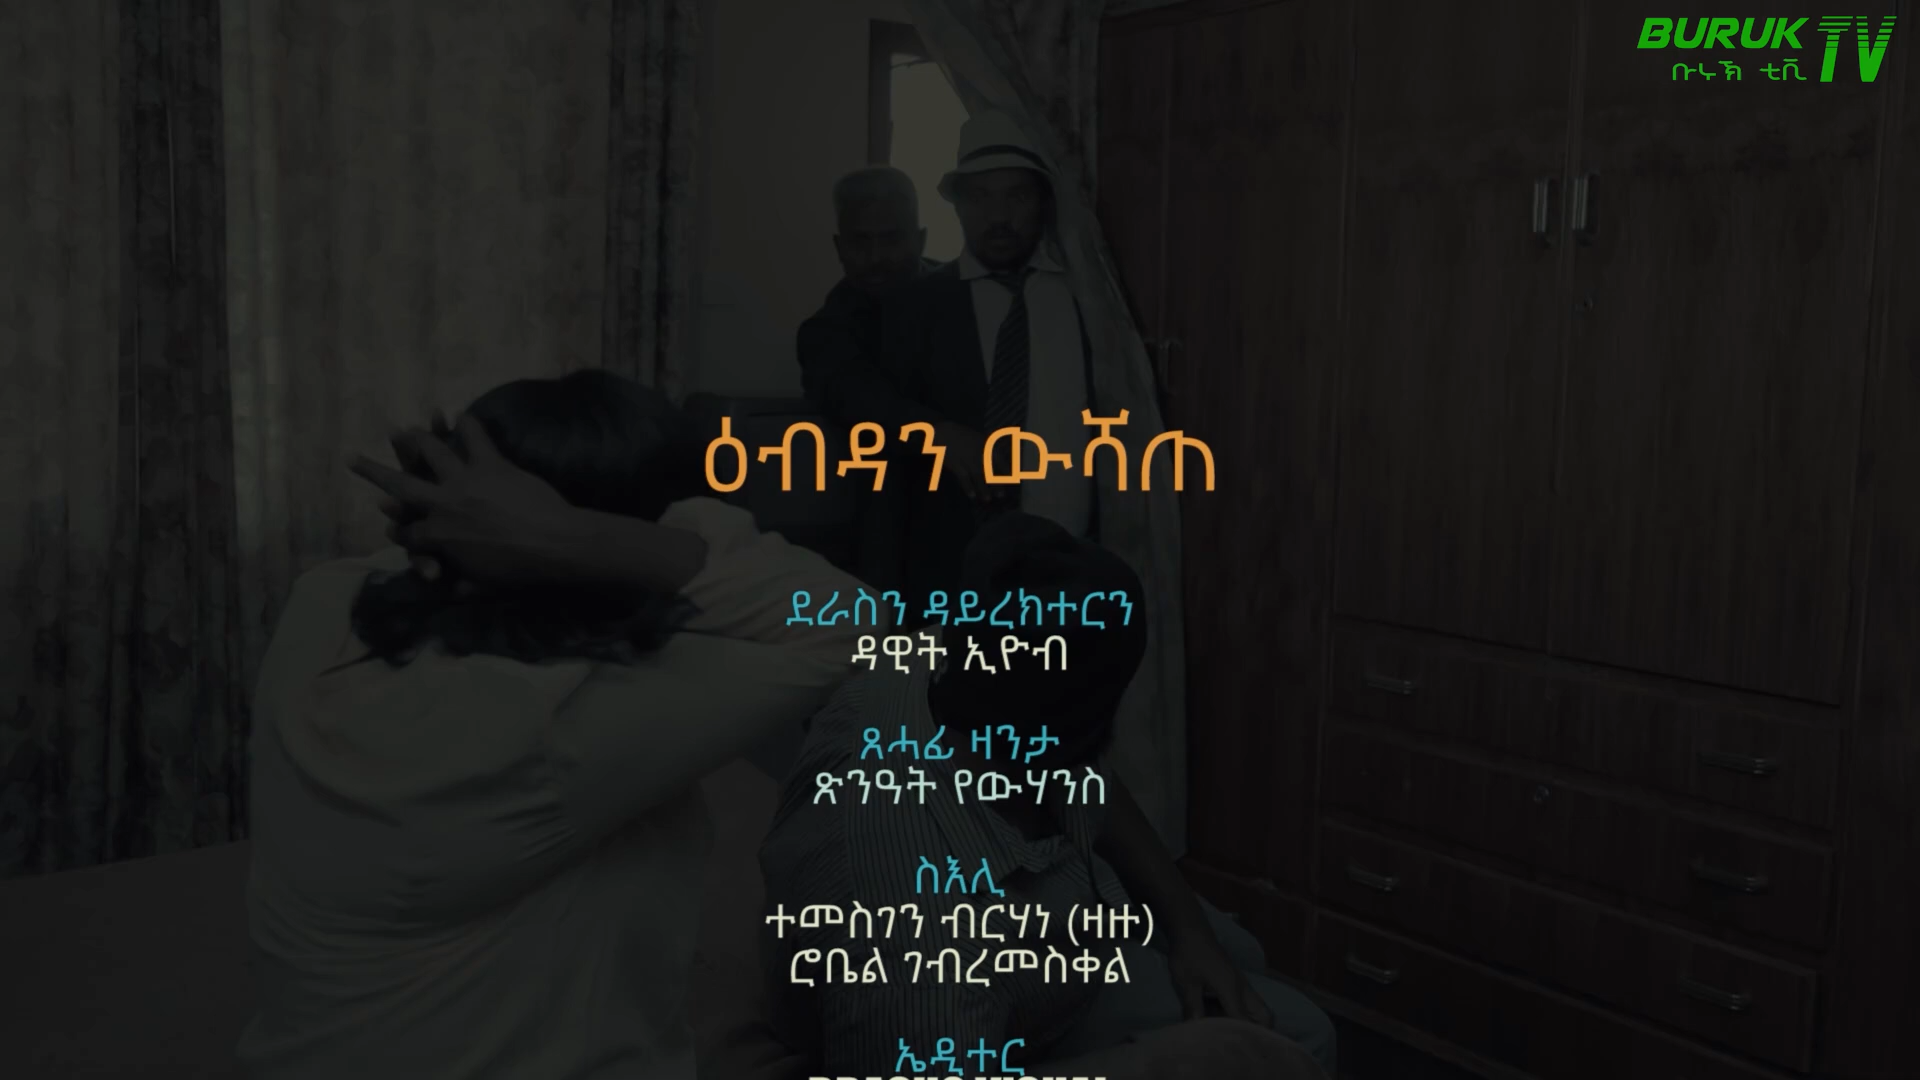 BURUK TV
ቡሩክ ቲቪ
ዕብዳን ውሻጠ
ደራስን ዳይረክተርን
ዳዊት ኢዮብ
ጸሓፊ ዛንታ
ጽንዓት የውሃንስ
ስእሊ
ተመስገን ብርሃነ (ዛዙ)
ሮቤል ገብረመስቀል
ኤዲተር